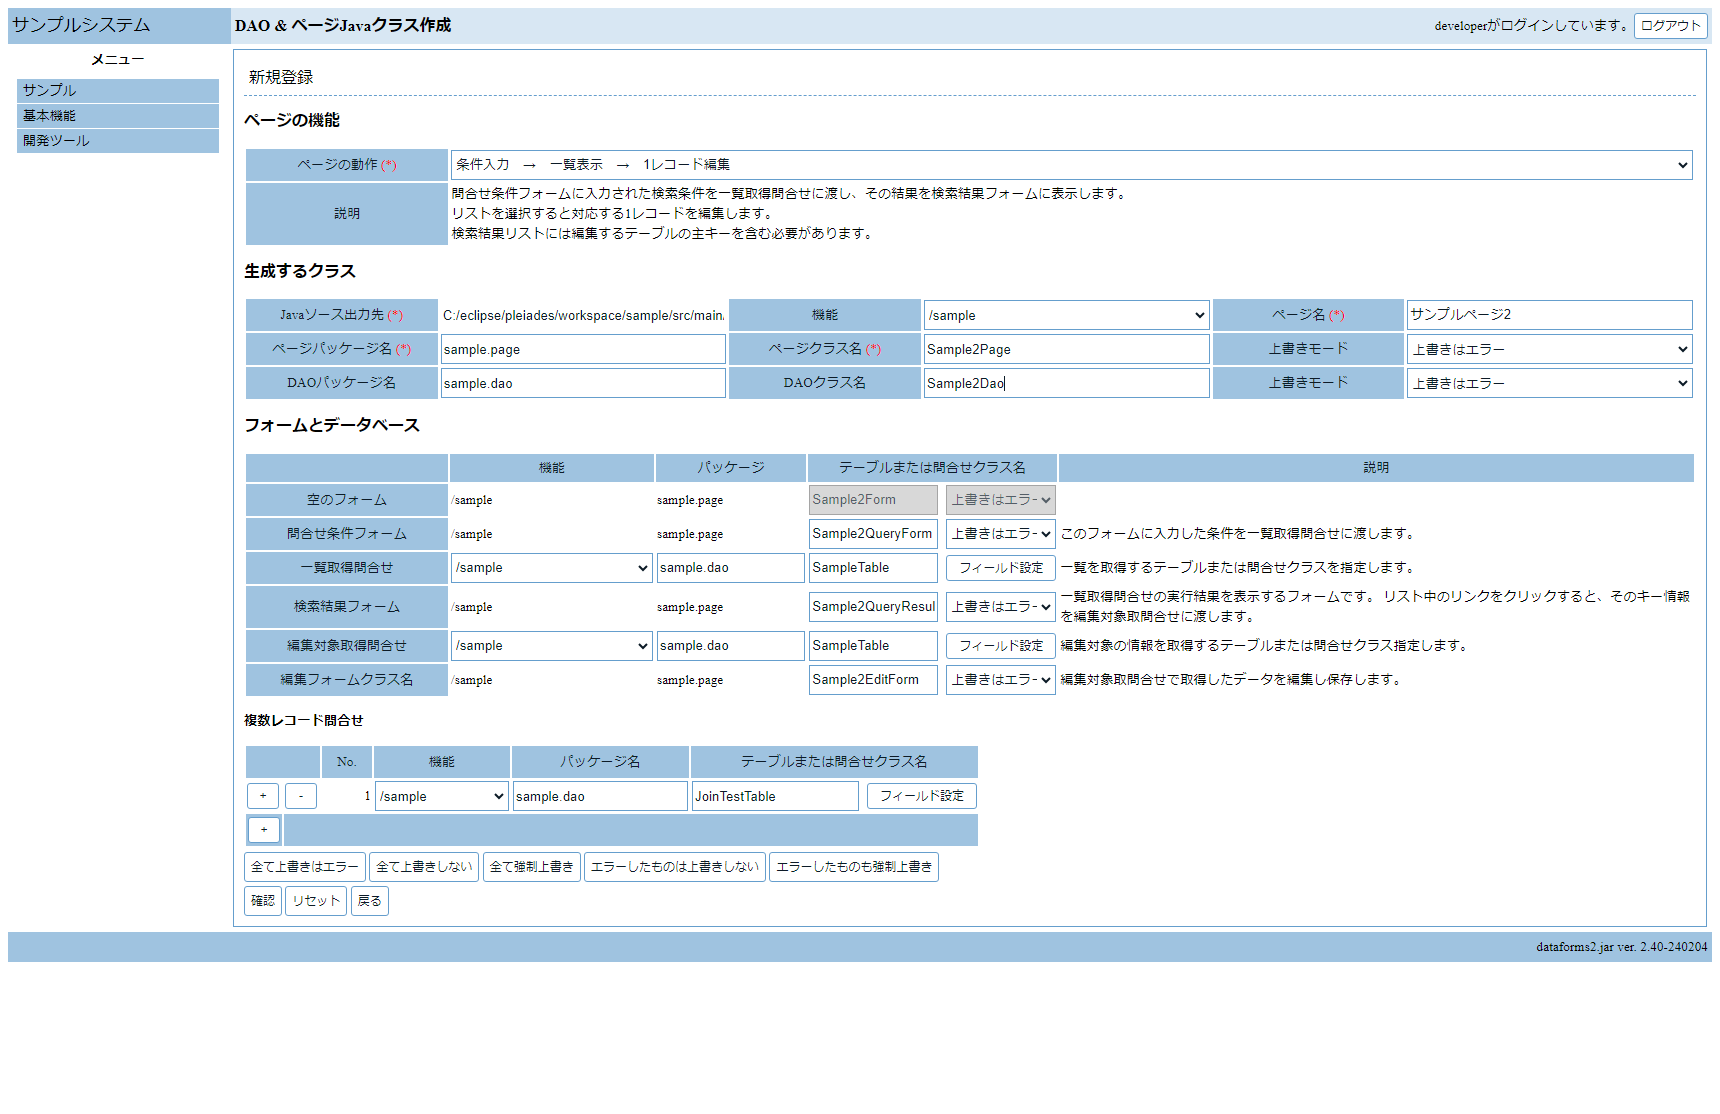 サンプルシステム
DAO & ページJavaクラス作成
developerがログインしています。 ログアウト
メニュー
サンプル
基本機能
開発ツール
新規登録
ページの機能
ページの動作 (*) 条件入力 → 一覧表示 → 1レコード編集
説明
問合せ条件フォームに入力された検索条件を一覧取得問合せに渡し、その結果を検索結果フォームに表示します。
リストを選択すると対応する1レコードを編集します。
検索結果リストには編集するテーブルの主キーを含む必要があります。
生成するクラス
Javaソース出力先 (*) C:/eclipse/pleiades/workspace/sample/src/main/ 機能 /sample ページ名 (*) サンプルページ2
ページパッケージ名 (*) sample.page ページクラス名 (*) Sample2Page 上書きモード 上書きはエラー
DAOパッケージ名 sample.dao DAOクラス名 Sample2Dao 上書きモード 上書きはエラー
フォームとデータベース
機能 パッケージ テーブルまたは問合せクラス名 説明
空のフォーム /sample sample.page Sample2Form 上書きはエラー
問合せ条件フォーム /sample sample.page Sample2QueryForm 上書きはエラー このフォームに入力した条件を一覧取得問合せに渡します。
一覧取得問合せ /sample sample.dao SampleTable フィールド設定 一覧を取得するテーブルまたは問合せクラスを指定します。
検索結果フォーム /sample sample.page Sample2QueryResul 上書きはエラー 一覧取得問合せの実行結果を表示するフォームです。 リスト中のリンクをクリックすると、そのキー情報
を編集対象取問合せに渡します。
編集対象取得問合せ /sample sample.dao SampleTable フィールド設定 編集対象の情報を取得するテーブルまたは問合せクラス指定します。
編集フォームクラス名 /sample sample.page Sample2EditForm 上書きはエラー 編集対象取問合せで取得したデータを編集し保存します。
複数レコード問合せ
No. 機能 パッケージ名 テーブルまたは問合せクラス名
+ - 1 /sample sample.dao JoinTestTable フィールド設定
+
全て上書きはエラー 全て上書きしない 全て強制上書き エラーしたものは上書きしない エラーしたものも強制上書き
確認 リセット 戻る
dataforms2.jar ver. 2.40-240204